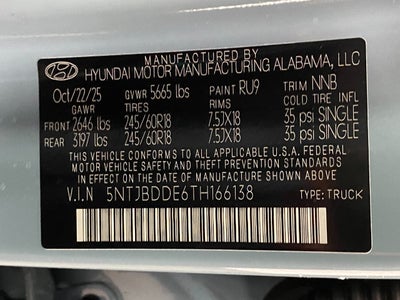 MANUFACTURED BY
HYUNDAI MOTOR MANUFACTURING ALABAMA, LLC
Oct/22/25 GVWR 5665 lbs PAINT RU9 TRIM NNB
TIRES RIMS COLD TIRE INFL
FRONT 2646 lbs 245/60R18 7.5JX18 35 psi SINGLE
REAR 3197 lbs 245/60R18 7.5JX18 35 psi SINGLE
THIS VEHICLE CONFORMS TO ALL APPLICABLE U.S. FEDERAL
MOTOR VEHICLE SAFETY AND THEFT PREVENTION STANDARDS
IN EFFECT ON THE DATE OF MANUFACTURE SHOWN ABOVE.
V.I.N 5NTJBDDE6TH166138
TYPE: TRUCK